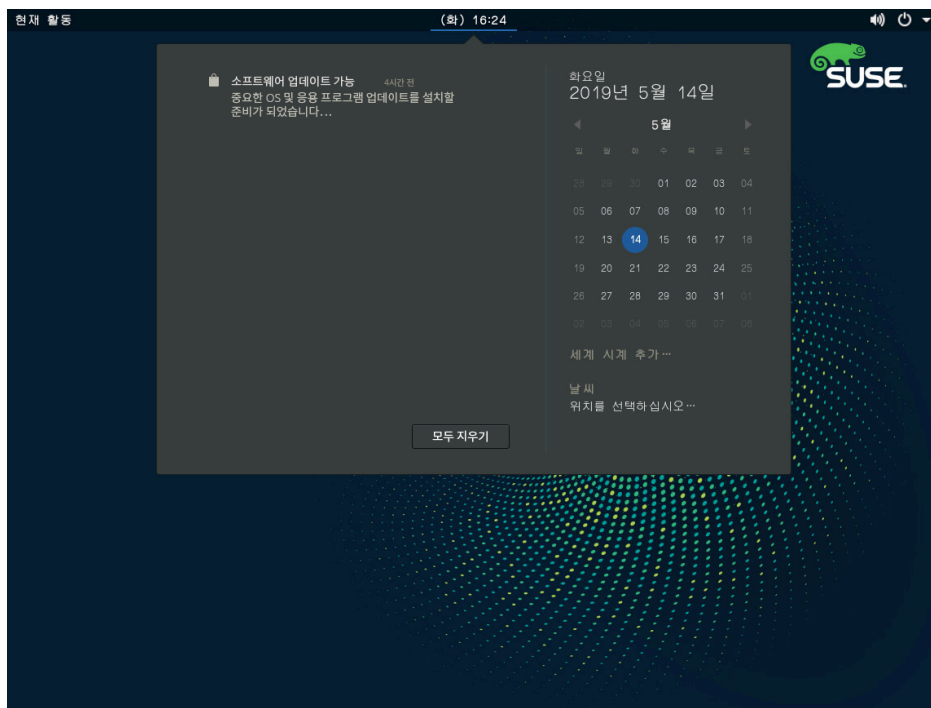 현재 활동
(화) 16:24
SUSE.
소프트웨어 업데이트 가능 4시간 전
중요한 OS 및 응용 프로그램 업데이트를 설치할
준비가 되었습니다...
모두 지우기
화요일
2019년 5월 14일
5월
일 월 화 수 목 금 토
28 29 30 01 02 03 04
05 06 07 08 09 10 11
12 13 14 15 16 17 18
19 20 21 22 23 24 25
26 27 28 29 30 31 01
02 03 04 05 06 07 08
세계 시계 추가…
날씨
위치를 선택하십시오…